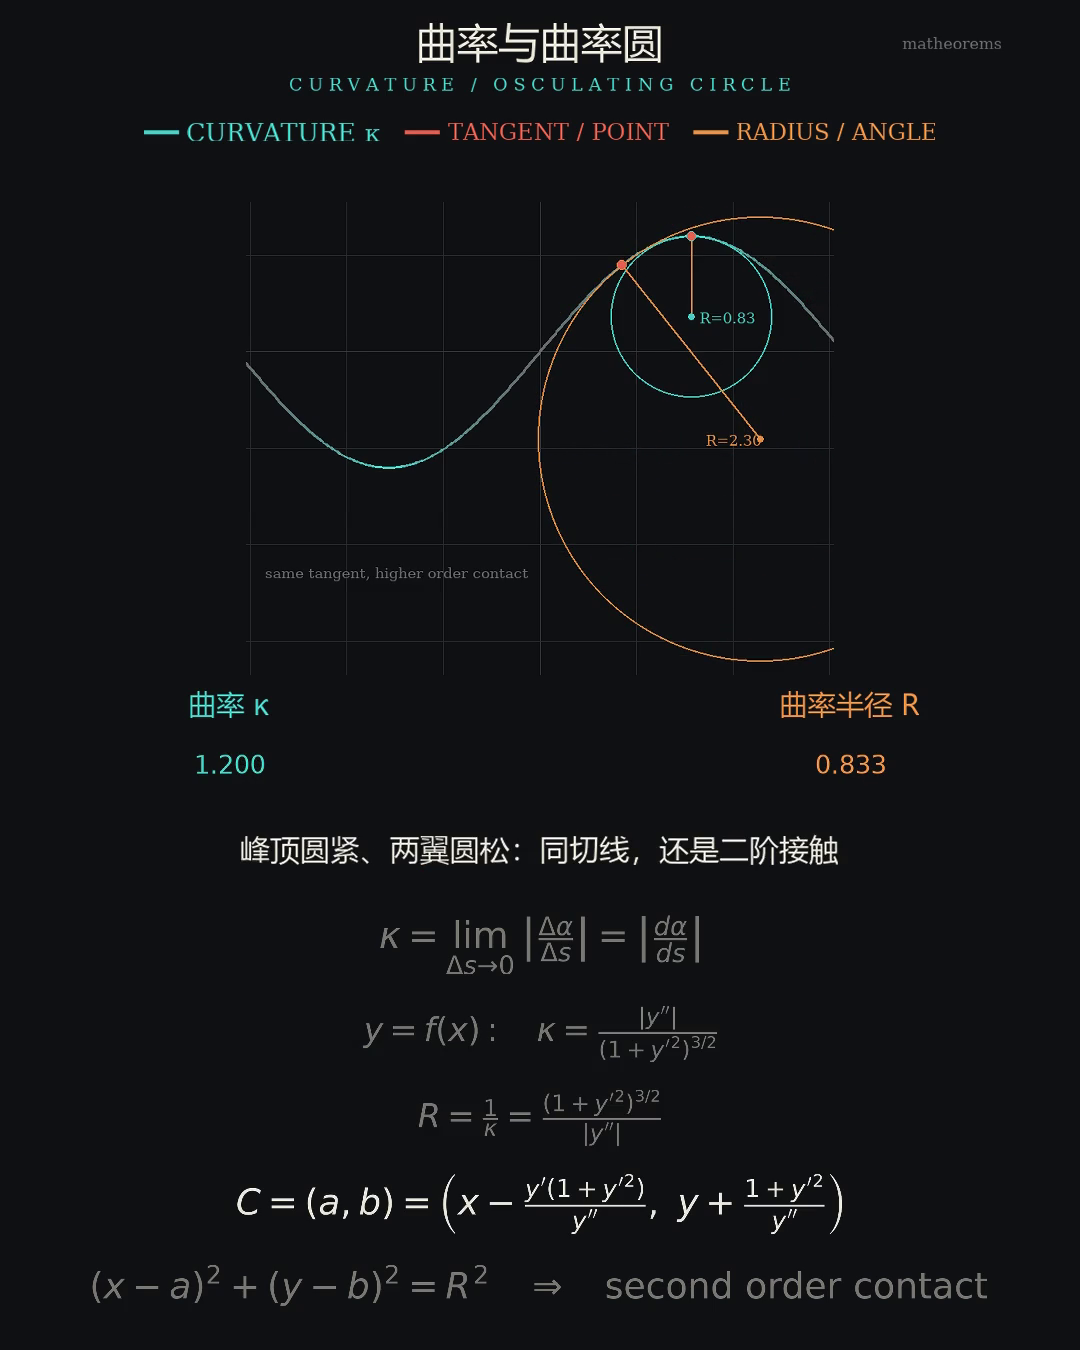 曲率与曲率圆
matheorems
CURVATURE / OSCULATING CIRCLE
CURVATURE κ
TANGENT / POINT
RADIUS / ANGLE
R=0.83
R=2.30
same tangent, higher order contact
曲率 κ
曲率半径 R
1.200
0.833
峰顶圆紧、两翼圆松：同切线，还是二阶接触
κ = lim_{Δs→0} |Δα/Δs| = |dα/ds|
y = f(x) : κ = |y″| / (1 + y′²)^{3/2}
R = 1/κ = (1 + y′²)^{3/2} / |y″|
C = (a, b) = (x − y′(1 + y′²)/y″, y + (1 + y′²)/y″)
(x − a)² + (y − b)² = R² ⇒ second order contact